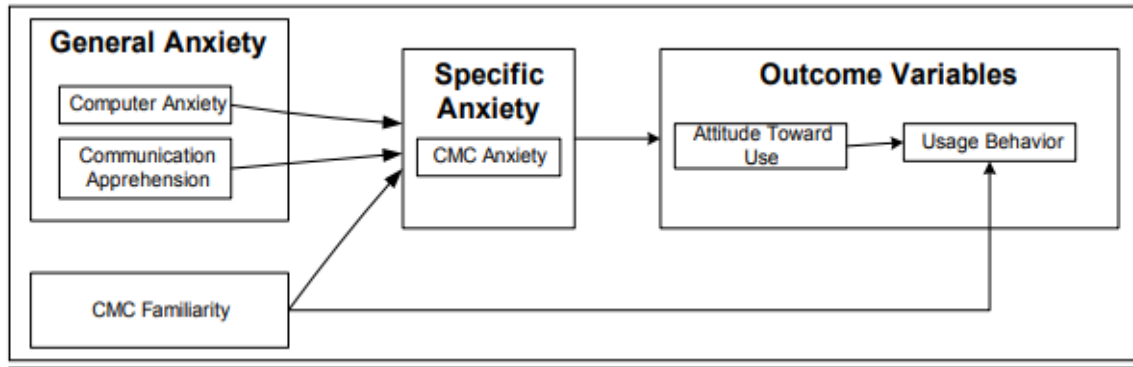 General Anxiety
Computer Anxiety
Communication
Apprehension
CMC Familiarity
Specific
Anxiety
CMC Anxiety
Outcome Variables
Attitude Toward
Use
Usage Behavior